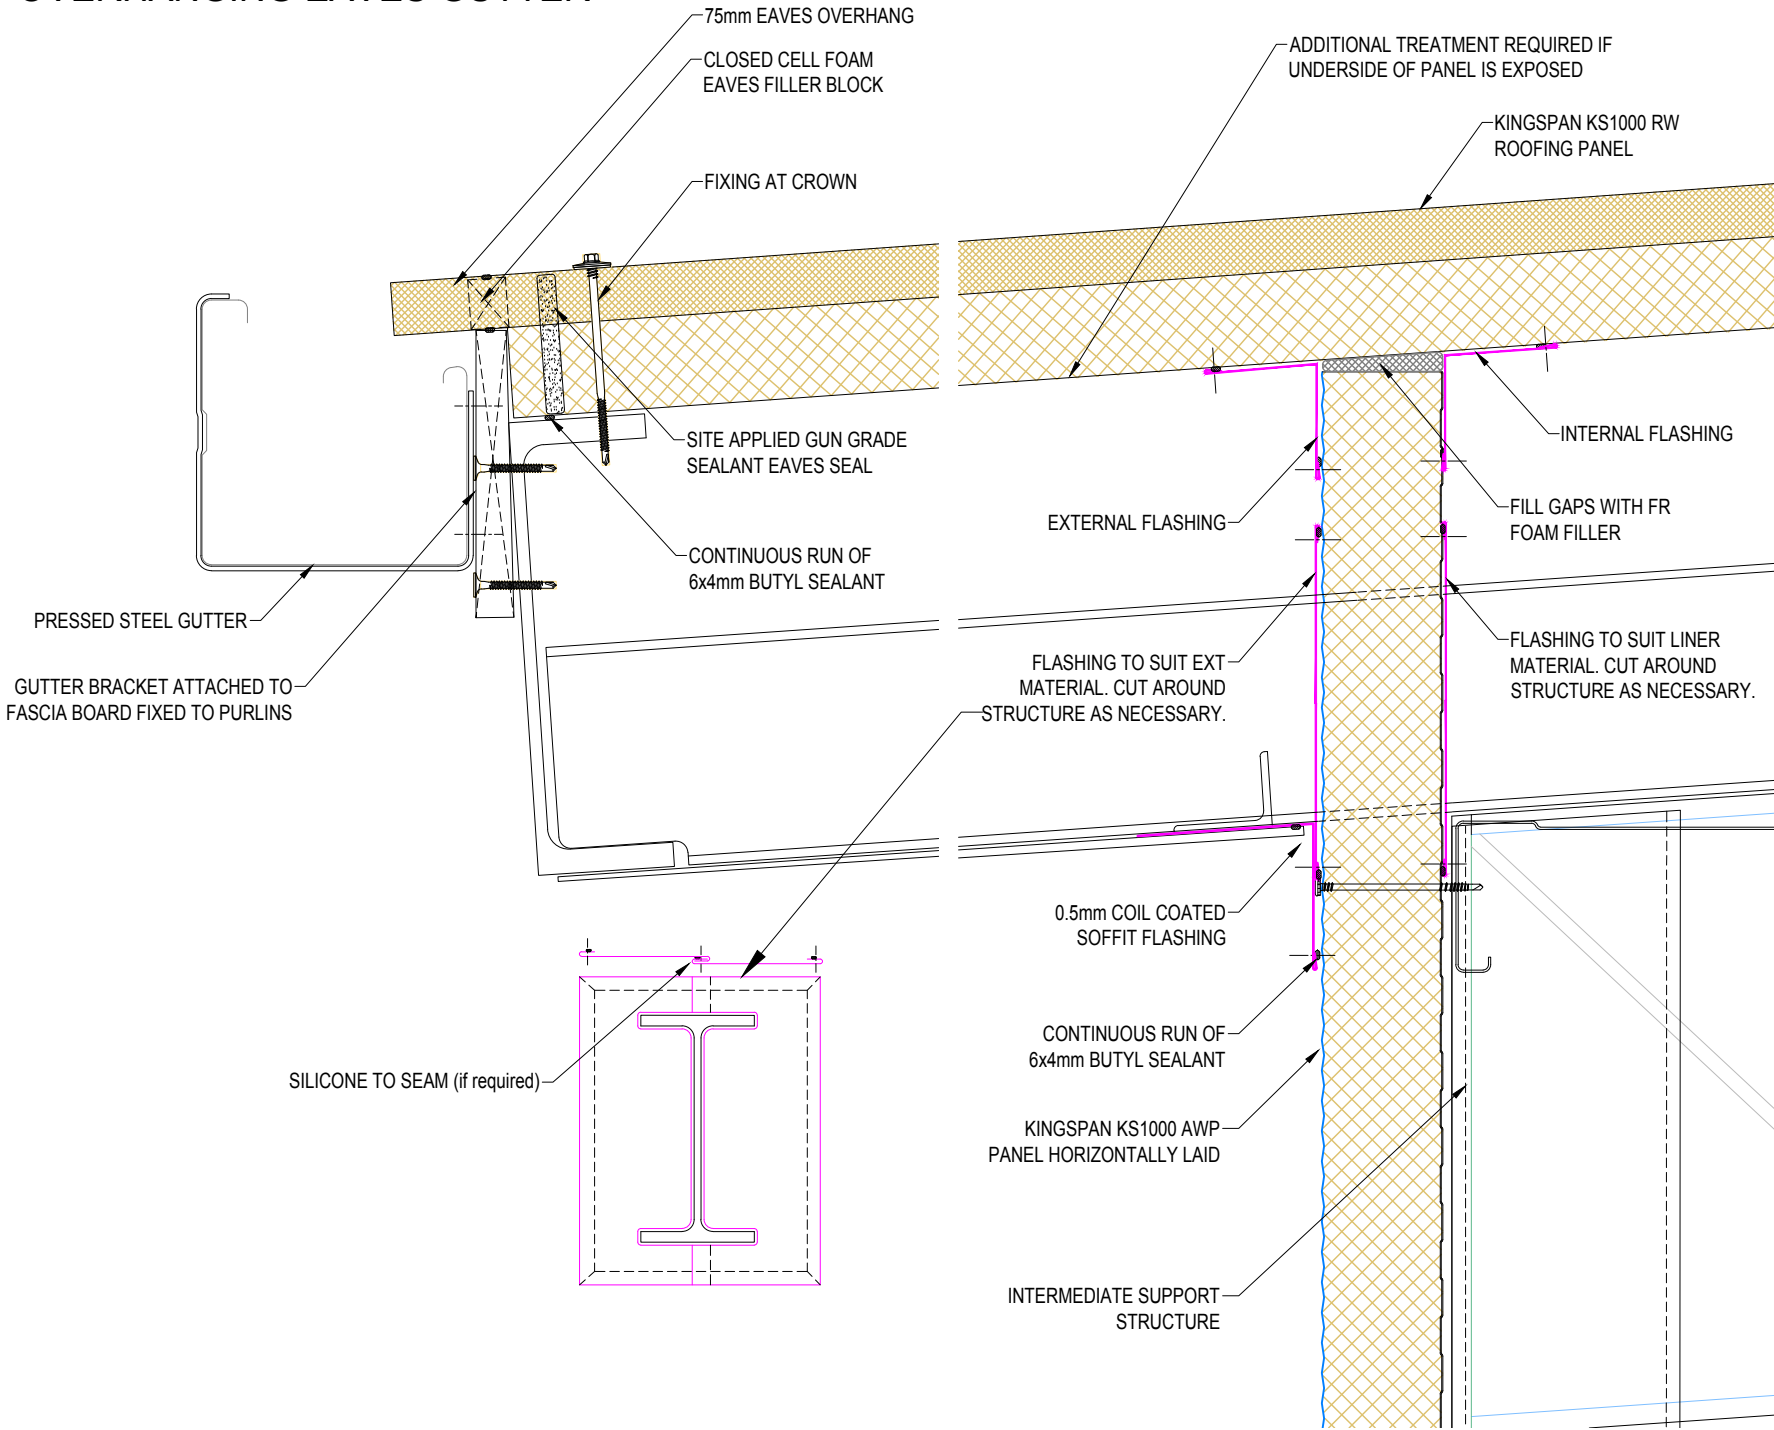 OVERHANGING EAVES GUTTER
75mm EAVES OVERHANG
CLOSED CELL FOAM
EAVES FILLER BLOCK
FIXING AT CROWN
ADDITIONAL TREATMENT REQUIRED IF
UNDERSIDE OF PANEL IS EXPOSED
KINGSPAN KS1000 RW
ROOFING PANEL
SITE APPLIED GUN GRADE
SEALANT EAVES SEAL
INTERNAL FLASHING
EXTERNAL FLASHING
FILL GAPS WITH FR
FOAM FILLER
CONTINUOUS RUN OF
6x4mm BUTYL SEALANT
PRESSED STEEL GUTTER
GUTTER BRACKET ATTACHED TO
FASCIA BOARD FIXED TO PURLINS
FLASHING TO SUIT EXT
MATERIAL. CUT AROUND
STRUCTURE AS NECESSARY.
FLASHING TO SUIT LINER
MATERIAL. CUT AROUND
STRUCTURE AS NECESSARY.
0.5mm COIL COATED
SOFFIT FLASHING
CONTINUOUS RUN OF
6x4mm BUTYL SEALANT
SILICONE TO SEAM (if required)
KINGSPAN KS1000 AWP
PANEL HORIZONTALLY LAID
INTERMEDIATE SUPPORT
STRUCTURE